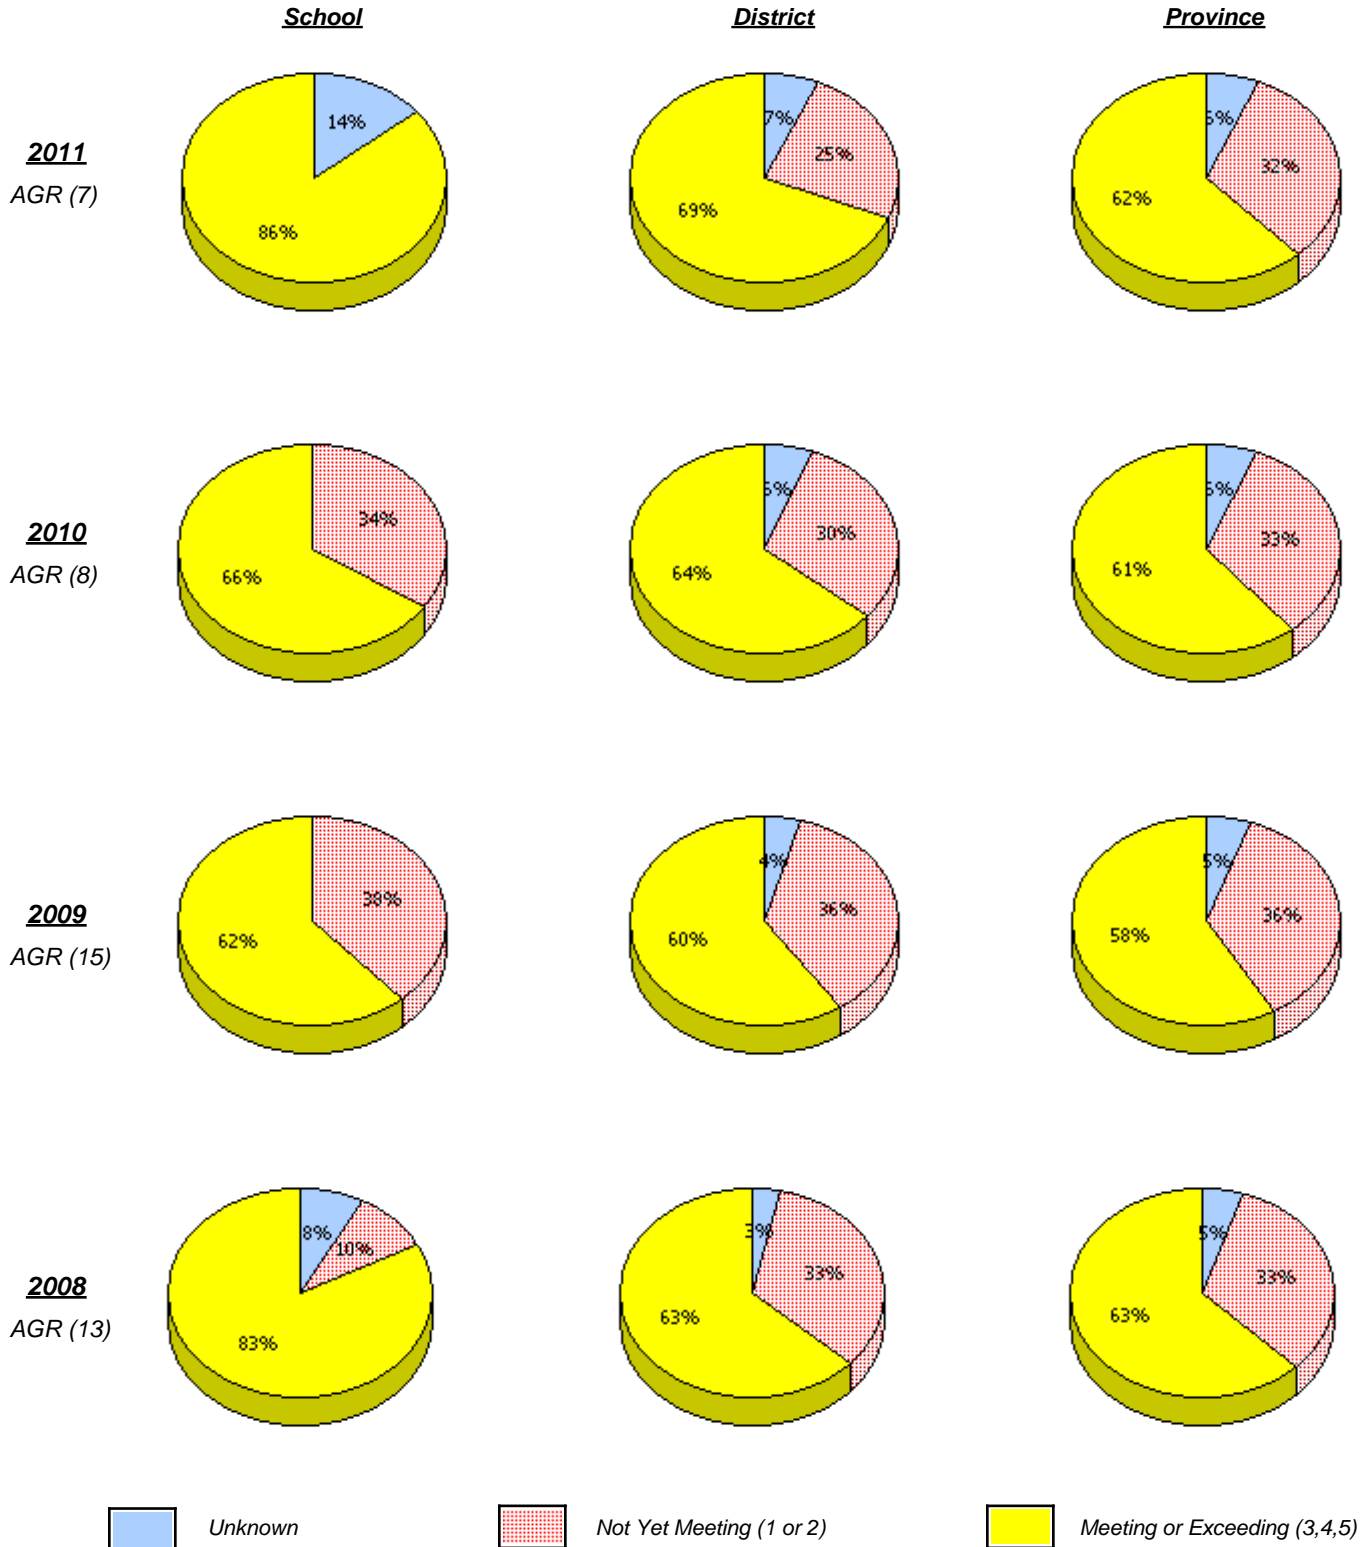 School District Province
14% 7% 6%
2011 25% 32%
AGR (7) 86% 69% 62%
34% 6% 30% 6% 33%
2010
AGR (8) 66% 64% 61%
38% 4% 36% 5% 36%
2009
AGR (15) 62% 60% 58%
8% 10% 3% 33% 5% 33%
2008
AGR (13) 83% 63% 63%
Unknown Not Yet Meeting (1 or 2) Meeting or Exceeding (3,4,5)